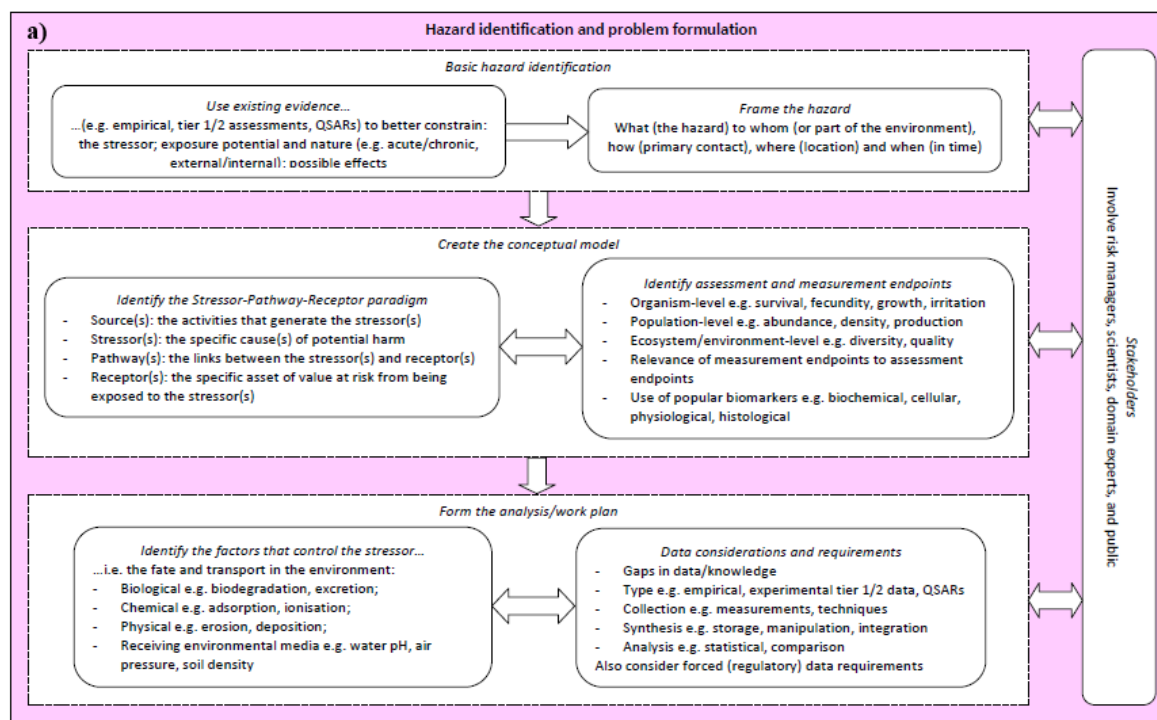 a)
Hazard identification and problem formulation
Basic hazard identification
Use existing evidence...
...(e.g. empirical, tier 1/2 assessments, QSARs) to better constrain:
the stressor; exposure potential and nature (e.g. acute/chronic,
external/internal); possible effects
Frame the hazard
What (the hazard) to whom (or part of the environment),
how (primary contact), where (location) and when (in time)
Create the conceptual model
Identify the Stressor-Pathway-Receptor paradigm
- Source(s): the activities that generate the stressor(s)
- Stressor(s): the specific cause(s) of potential harm
- Pathway(s): the links between the stressor(s) and receptor(s)
- Receptor(s): the specific asset of value at risk from being
exposed to the stressor(s)
Identify assessment and measurement endpoints
- Organism-level e.g. survival, fecundity, growth, irritation
- Population-level e.g. abundance, density, production
- Ecosystem/environment-level e.g. diversity, quality
- Relevance of measurement endpoints to assessment
endpoints
- Use of popular biomarkers e.g. biochemical, cellular,
physiological, histological
Form the analysis/work plan
Identify the factors that control the stressor...
...i.e. the fate and transport in the environment:
- Biological e.g. biodegradation, excretion;
- Chemical e.g. adsorption, ionisation;
- Physical e.g. erosion, deposition;
- Receiving environmental media e.g. water pH, air
pressure, soil density
Data considerations and requirements
- Gaps in data/knowledge
- Type e.g. empirical, experimental tier 1/2 data, QSARs
- Collection e.g. measurements, techniques
- Synthesis e.g. storage, manipulation, integration
- Analysis e.g. statistical, comparison
Also consider forced (regulatory) data requirements
Stakeholders
Involve risk managers, scientists, domain experts, and public